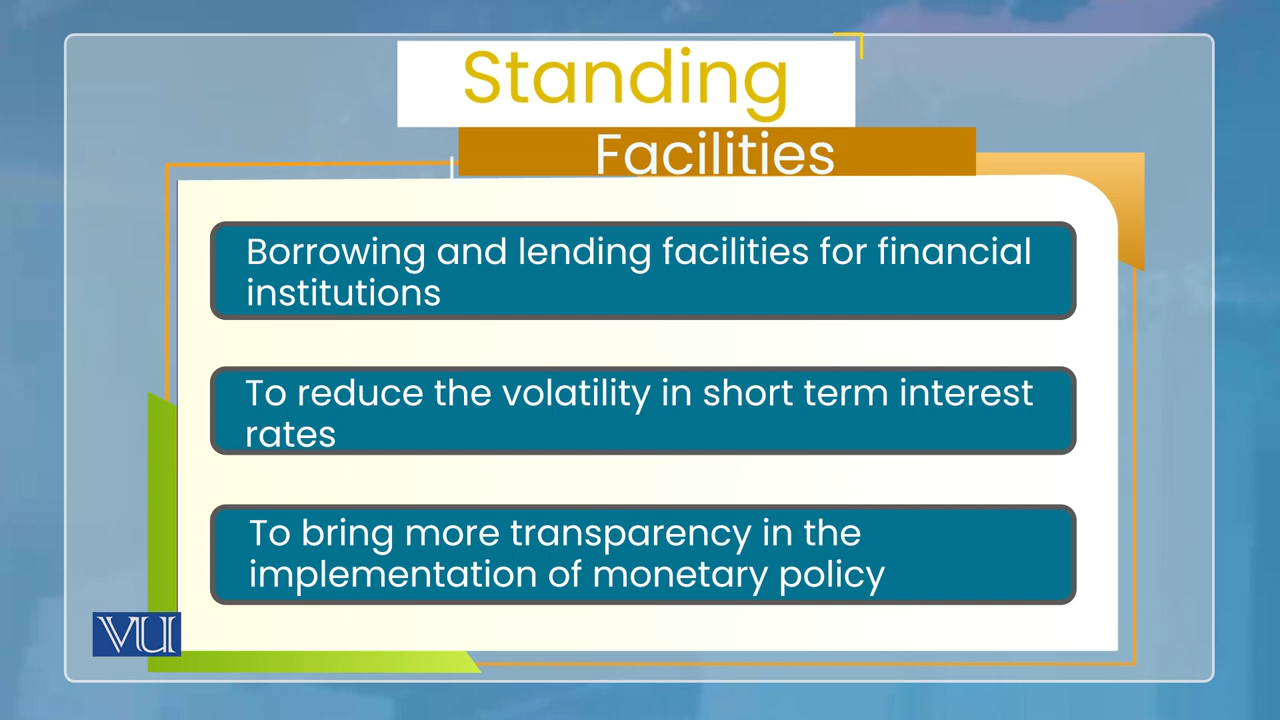 Standing
Facilities
Borrowing and lending facilities for financial
institutions
To reduce the volatility in short term interest
rates
To bring more transparency in the
implementation of monetary policy
VU